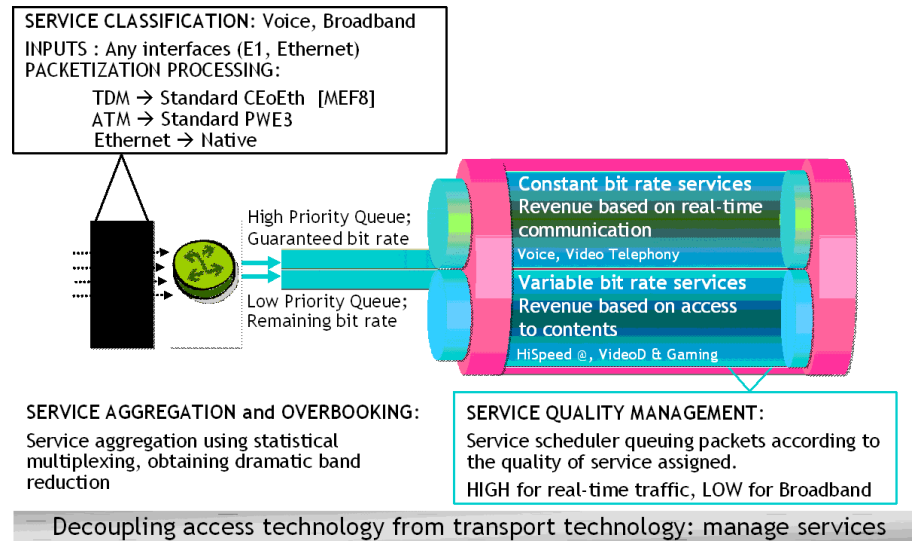 SERVICE CLASSIFICATION: Voice, Broadband
INPUTS : Any interfaces (E1, Ethernet)
PACKETIZATION PROCESSING:
TDM → Standard CEoEth [MEF8]
ATM → Standard PWE3
Ethernet → Native
High Priority Queue;
Guaranteed bit rate
Low Priority Queue;
Remaining bit rate
Constant bit rate services
Revenue based on real-time
communication
Voice, Video Telephony
Variable bit rate services
Revenue based on access
to contents
HiSpeed @, VideoD & Gaming
SERVICE AGGREGATION and OVERBOOKING:
Service aggregation using statistical
multiplexing, obtaining dramatic band
reduction
SERVICE QUALITY MANAGEMENT:
Service scheduler queuing packets according to
the quality of service assigned.
HIGH for real-time traffic, LOW for Broadband
Decoupling access technology from transport technology: manage services